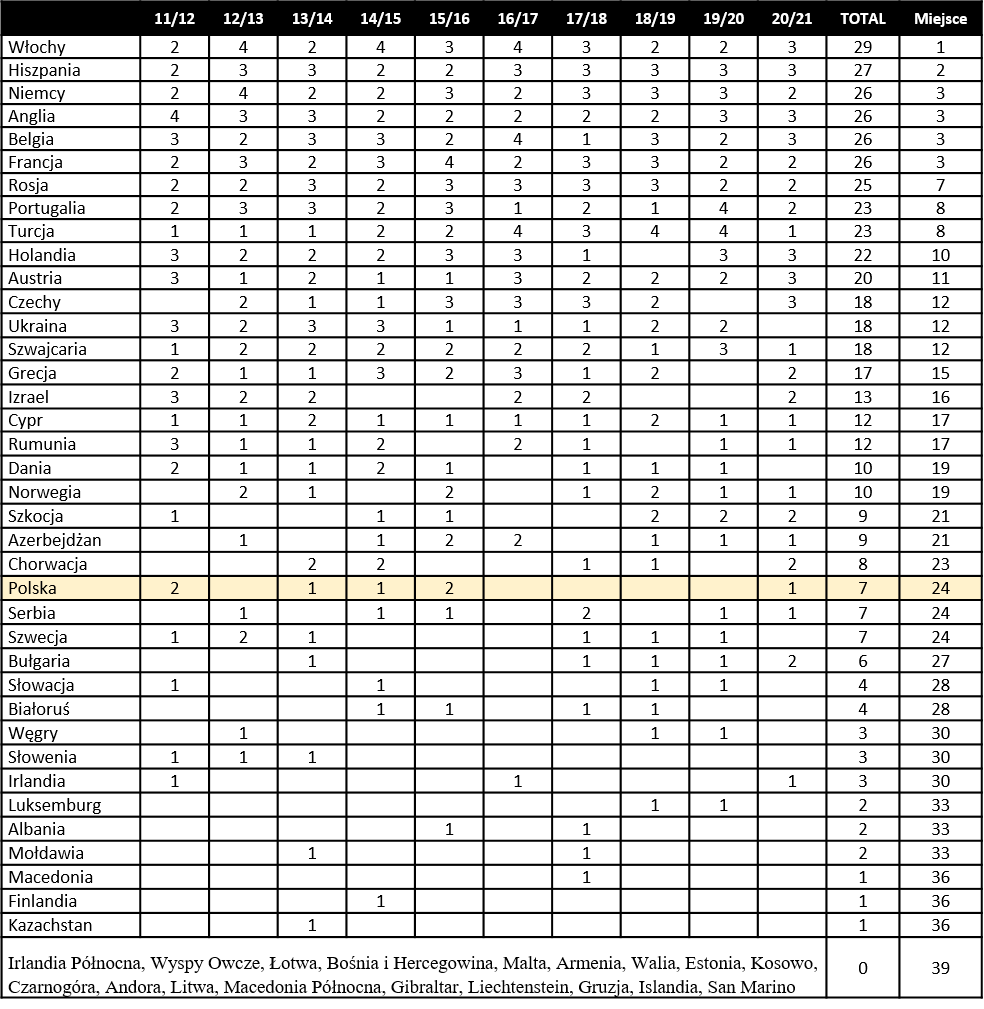 11/12 12/13 13/14 14/15 15/16 16/17 17/18 18/19 19/20 20/21 TOTAL Miejsce
Włochy 2 4 2 4 3 4 3 2 2 3 29 1
Hiszpania 2 3 3 2 2 3 3 3 3 3 27 2
Niemcy 2 4 2 2 3 2 3 3 3 2 26 3
Anglia 4 3 3 2 2 2 2 2 3 3 26 3
Belgia 3 2 3 3 2 4 1 3 2 3 26 3
Francja 2 3 2 3 4 2 3 3 2 2 26 3
Rosja 2 2 3 2 3 3 3 3 2 2 25 7
Portugalia 2 3 3 2 3 1 2 1 4 2 23 8
Turcja 1 1 1 2 2 4 3 4 4 1 23 8
Holandia 3 2 2 2 3 3 1 3 3 22 10
Austria 3 1 2 1 1 3 2 2 2 3 20 11
Czechy 2 1 1 3 3 3 2 3 18 12
Ukraina 3 2 3 3 1 1 1 2 2 18 12
Szwajcaria 1 2 2 2 2 2 2 1 3 1 18 12
Grecja 2 1 1 3 2 3 1 2 2 17 15
Izrael 3 2 2 2 2 2 13 16
Cypr 1 1 2 1 1 1 1 2 1 1 12 17
Rumunia 3 1 1 2 2 1 1 1 12 17
Dania 2 1 1 2 1 1 1 1 10 19
Norwegia 2 1 2 1 2 1 1 10 19
Szkocja 1 1 1 2 2 2 9 21
Azerbejdżan 1 1 2 2 1 1 1 9 21
Chorwacja 2 2 1 1 2 8 23
Polska 2 1 1 2 1 7 24
Serbia 1 1 1 2 1 1 7 24
Szwecja 1 2 1 1 1 1 7 24
Bułgaria 1 1 1 1 2 6 27
Słowacja 1 1 1 1 4 28
Białoruś 1 1 1 1 4 28
Węgry 1 1 1 3 30
Słowenia 1 1 1 3 30
Irlandia 1 1 1 3 30
Luksemburg 1 1 2 33
Albania 1 1 2 33
Mołdawia 1 1 2 33
Macedonia 1 1 36
Finlandia 1 1 36
Kazachstan 1 1 36
Irlandia Północna, Wyspy Owcze, Łotwa, Bośnia i Hercegowina, Malta, Armenia, Walia, Estonia, Kosowo, 0 39
Czarnogóra, Andora, Litwa, Macedonia Północna, Gibraltar, Liechtenstein, Gruzja, Islandia, San Marino